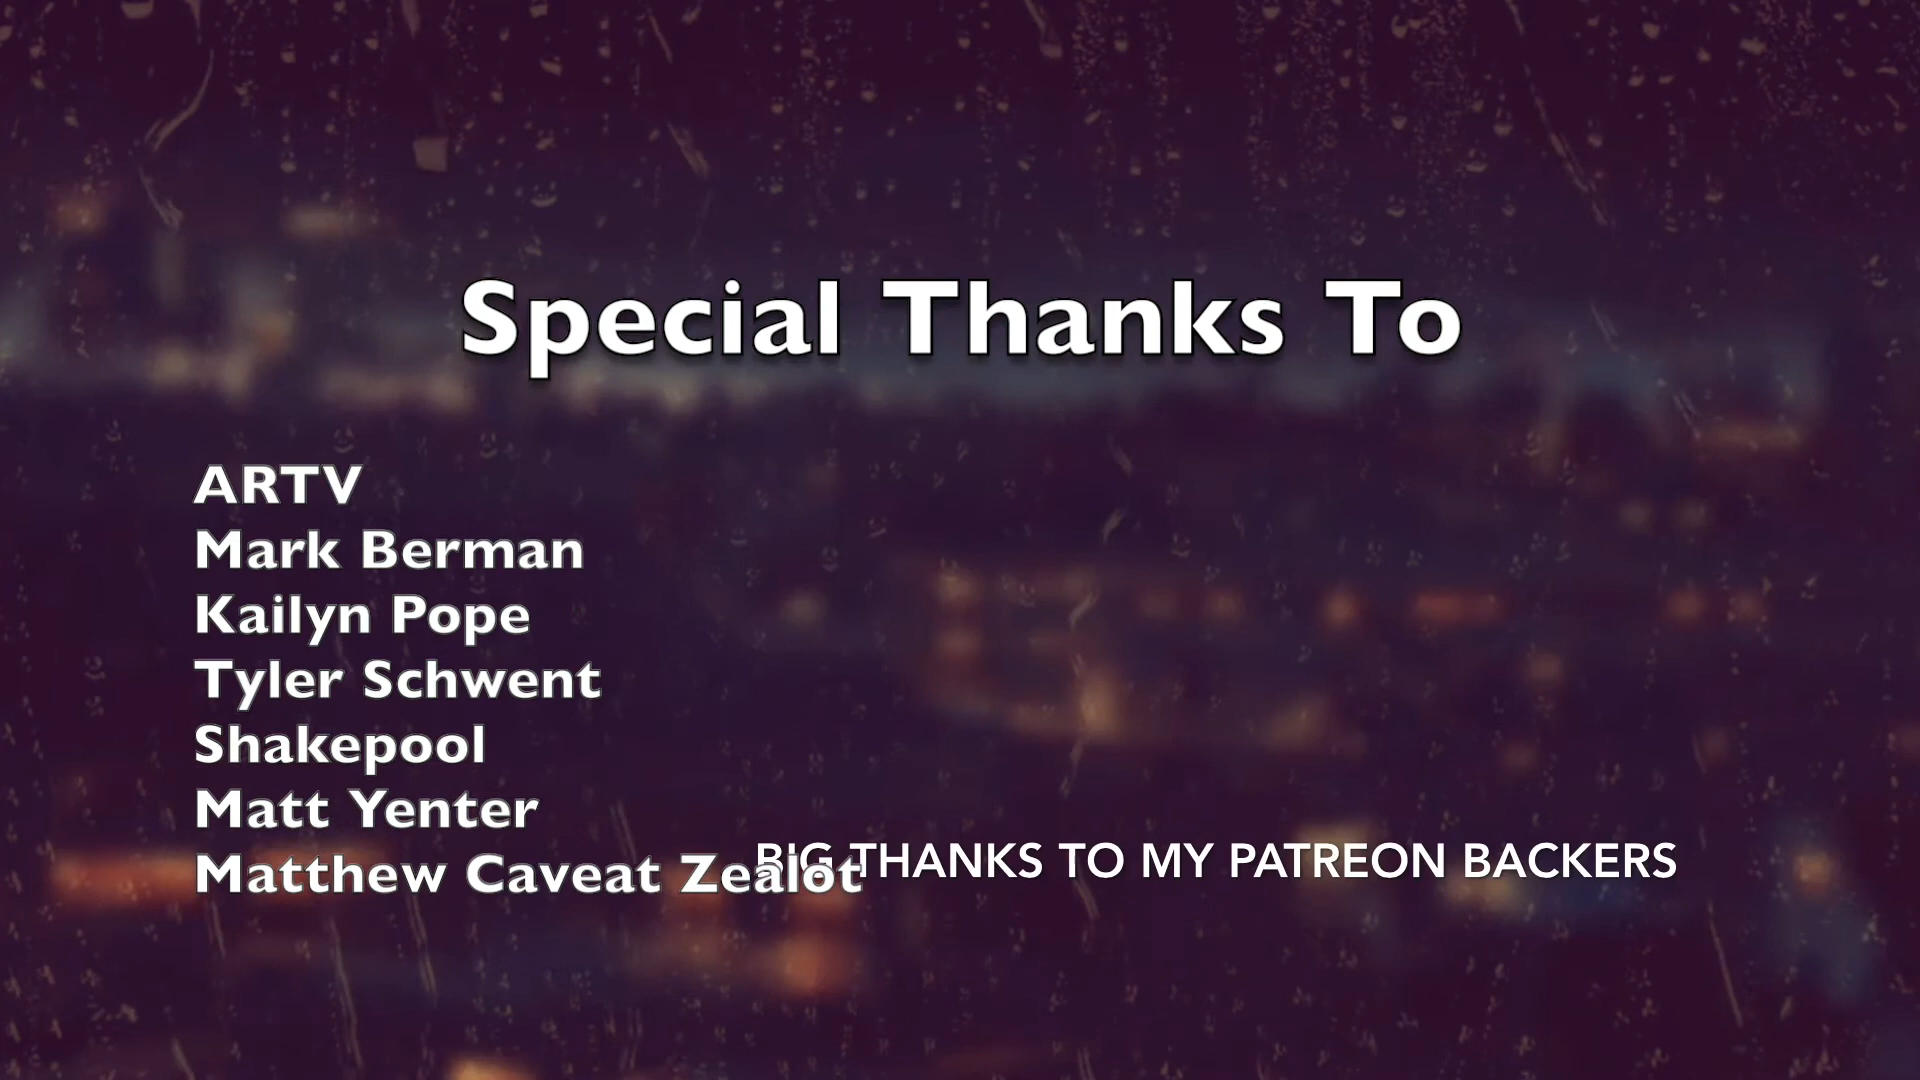 Special Thanks To
ARTV
Mark Berman
Kailyn Pope
Tyler Schwent
Shakepool
Matt Yenter
Matthew Caveat Zealot
BIG THANKS TO MY PATREON BACKERS